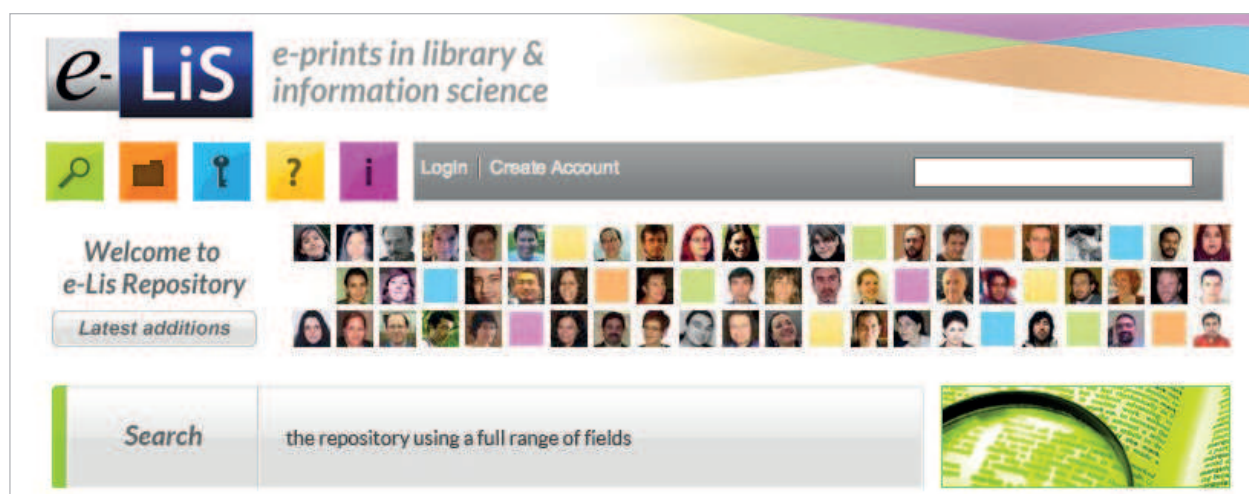 e-LiS
e-prints in library &
information science
? i
Login | Create Account
Welcome to
e-Lis Repository
Latest additions
Search
the repository using a full range of fields